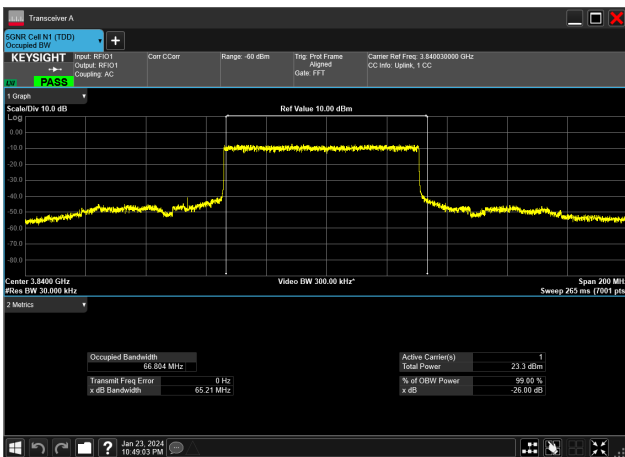 Transceiver A
5GNR Cell N1 (TDD)
Occupied BW
KEYSIGHT
PASS
Input: RFIO1
Output: RFIO1
Coupling: AC
Corr CCorr
Range: -60 dBm
Trig: Prot Frame
Aligned
Gate: FFT
Carrier Ref Freq: 3.840030000 GHz
CC Info: Uplink, 1 CC
1 Graph
Scale/Div 10.0 dB
Ref Value 10.00 dBm
Log
0.00
-10.0
-20.0
-30.0
-40.0
-50.0
-60.0
-70.0
-80.0
Center 3.8400 GHz
Video BW 300.00 kHz*
Span 200 MHz
#Res BW 30.000 kHz
Sweep 265 ms (7001 pts
2 Metrics
Occupied Bandwidth
66.804 MHz
Transmit Freq Error 0 Hz
x dB Bandwidth 65.21 MHz
Active Carrier(s) 1
Total Power 23.3 dBm
% of OBW Power 99.00 %
x dB -26.00 dB
Jan 23, 2024
10:49:03 PM